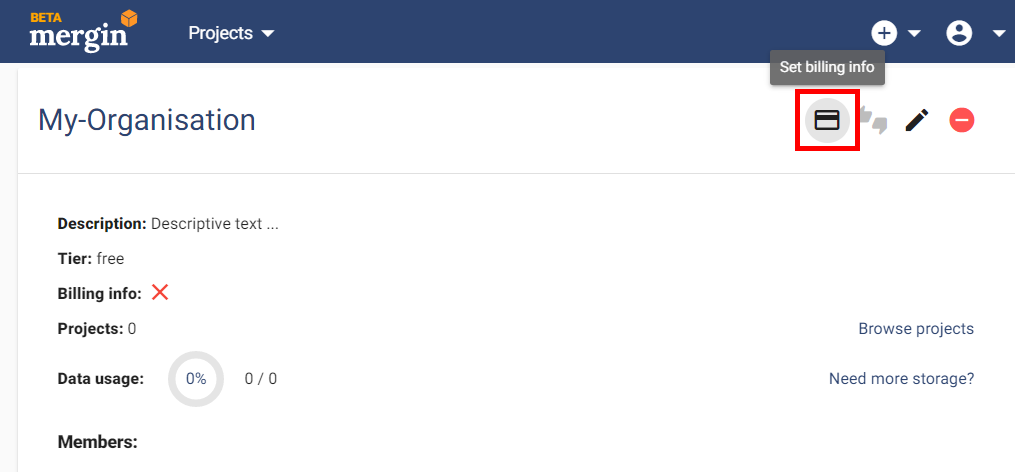 BETA
mergin
Projects
Set billing info
My-Organisation
Description: Descriptive text ...
Tier: free
Billing info:
Projects: 0
Browse projects
Data usage: 0% 0 / 0
Need more storage?
Members: